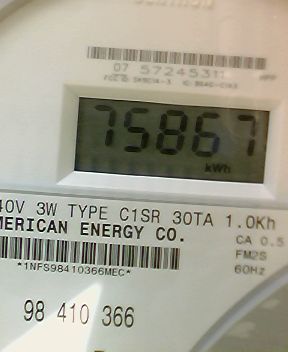 07 572453
75867
kWh
40V 3W TYPE C1SR 30TA 1.0Kh
MERICAN ENERGY CO.
CA 0.5
FM2S
60Hz
*1NFS98410366MEC*
98 410 366